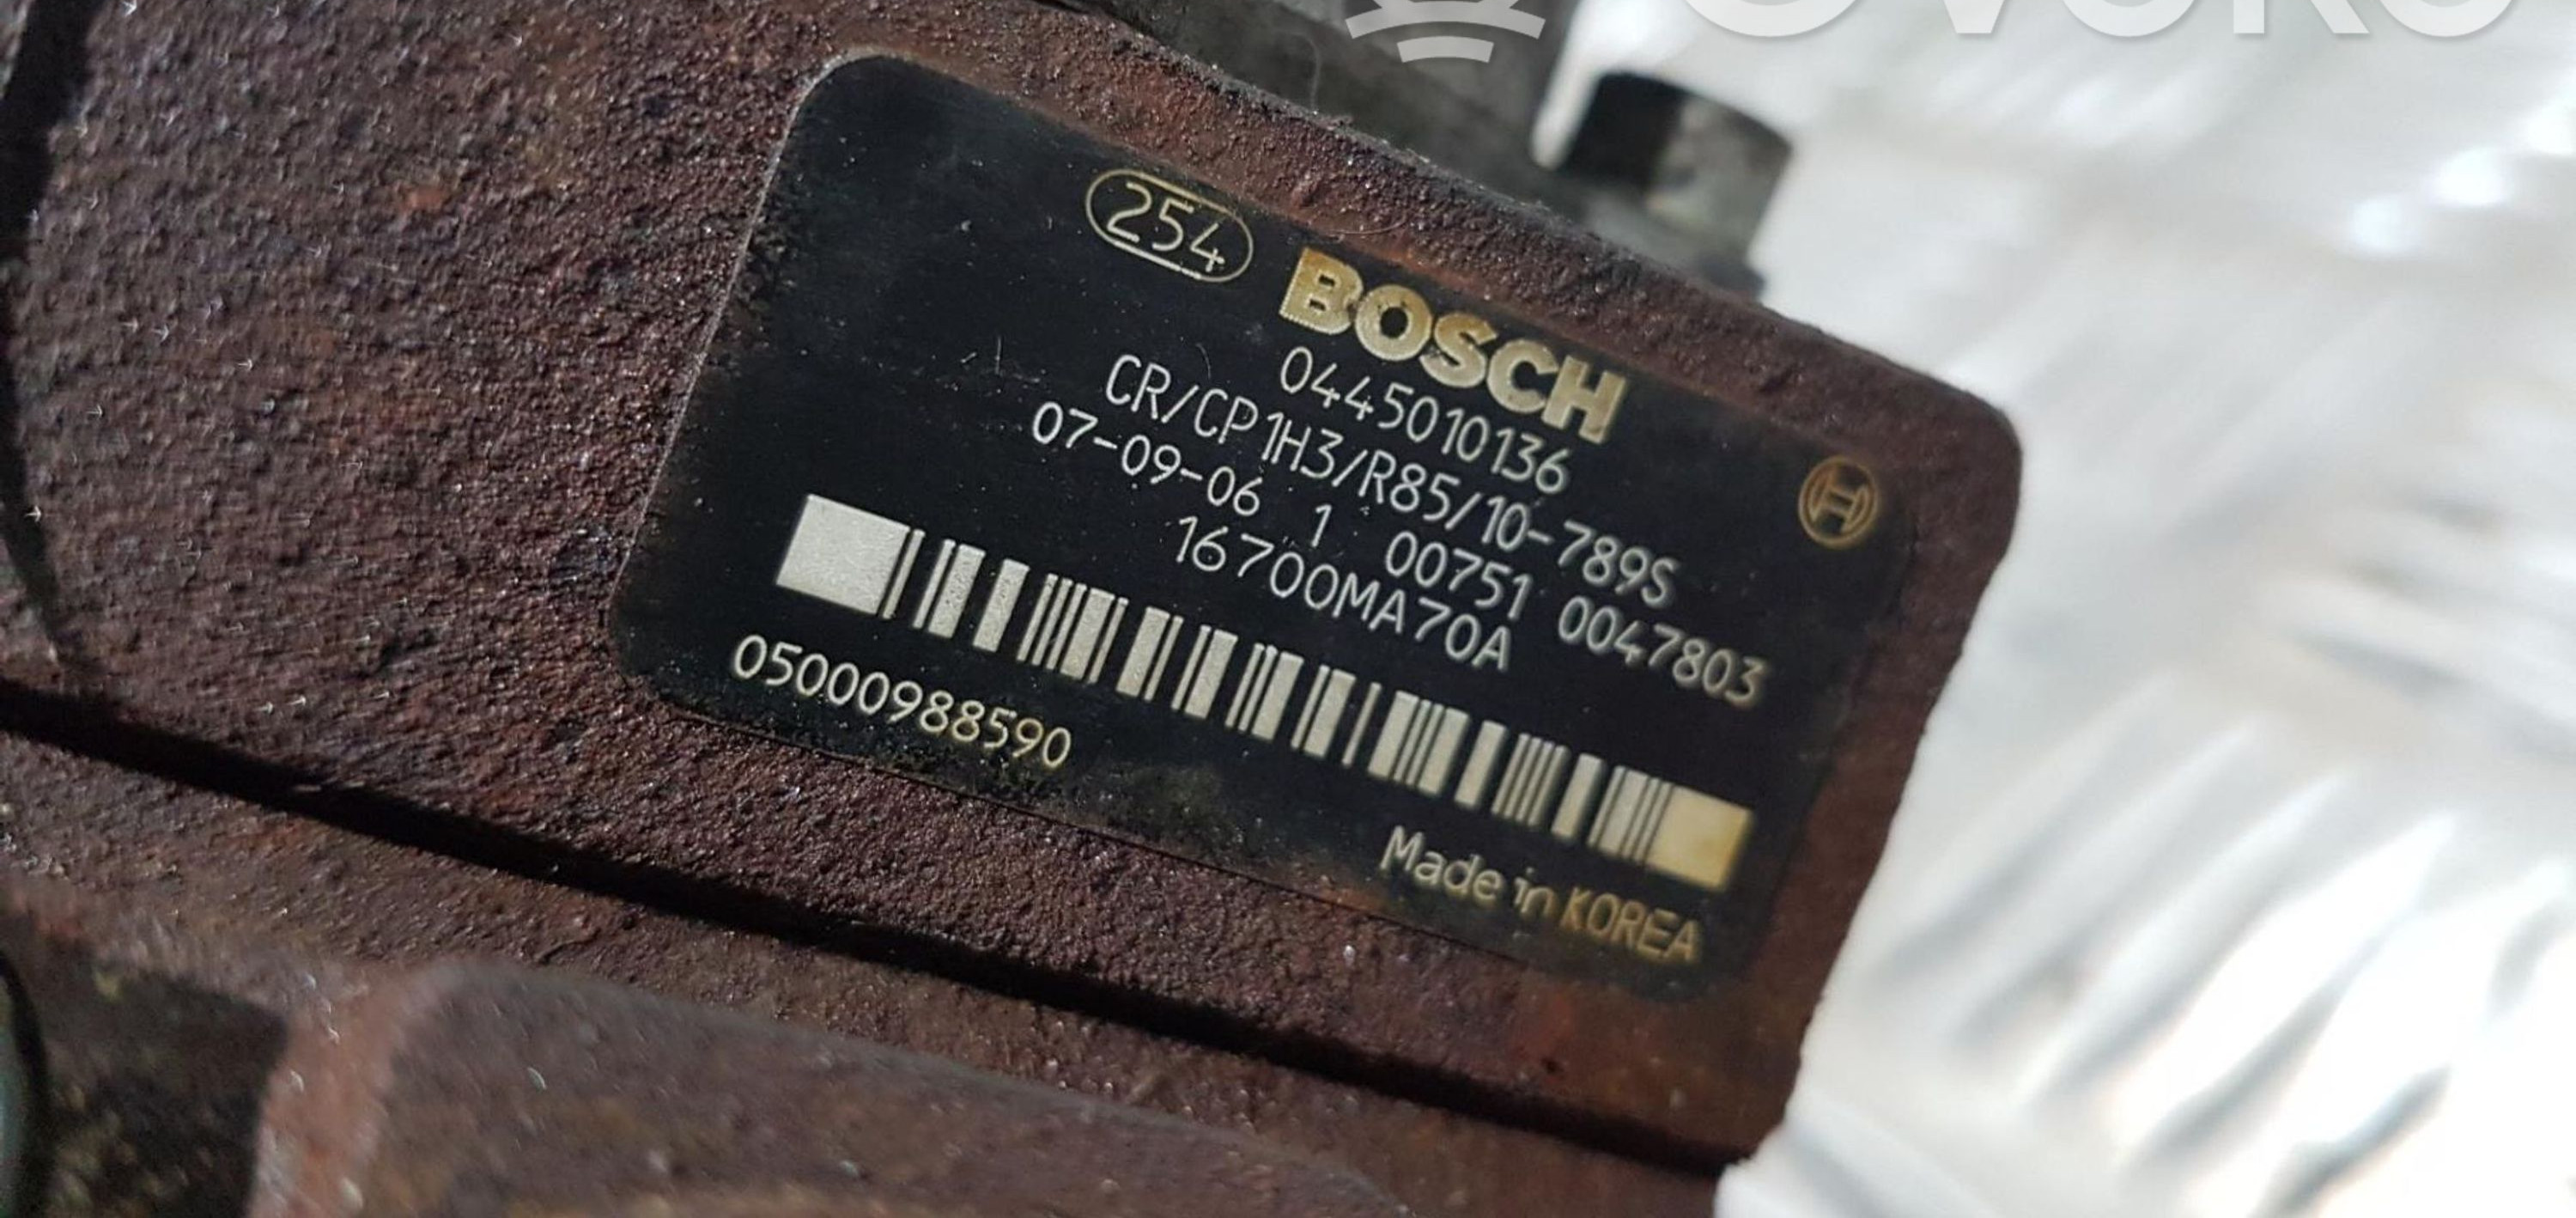 254 BOSCH
0445010136
CR/CP1H3/R85/10-789S
07-09-06 1 00751 0047803
16700MA70A
05000988590
Made in KOREA